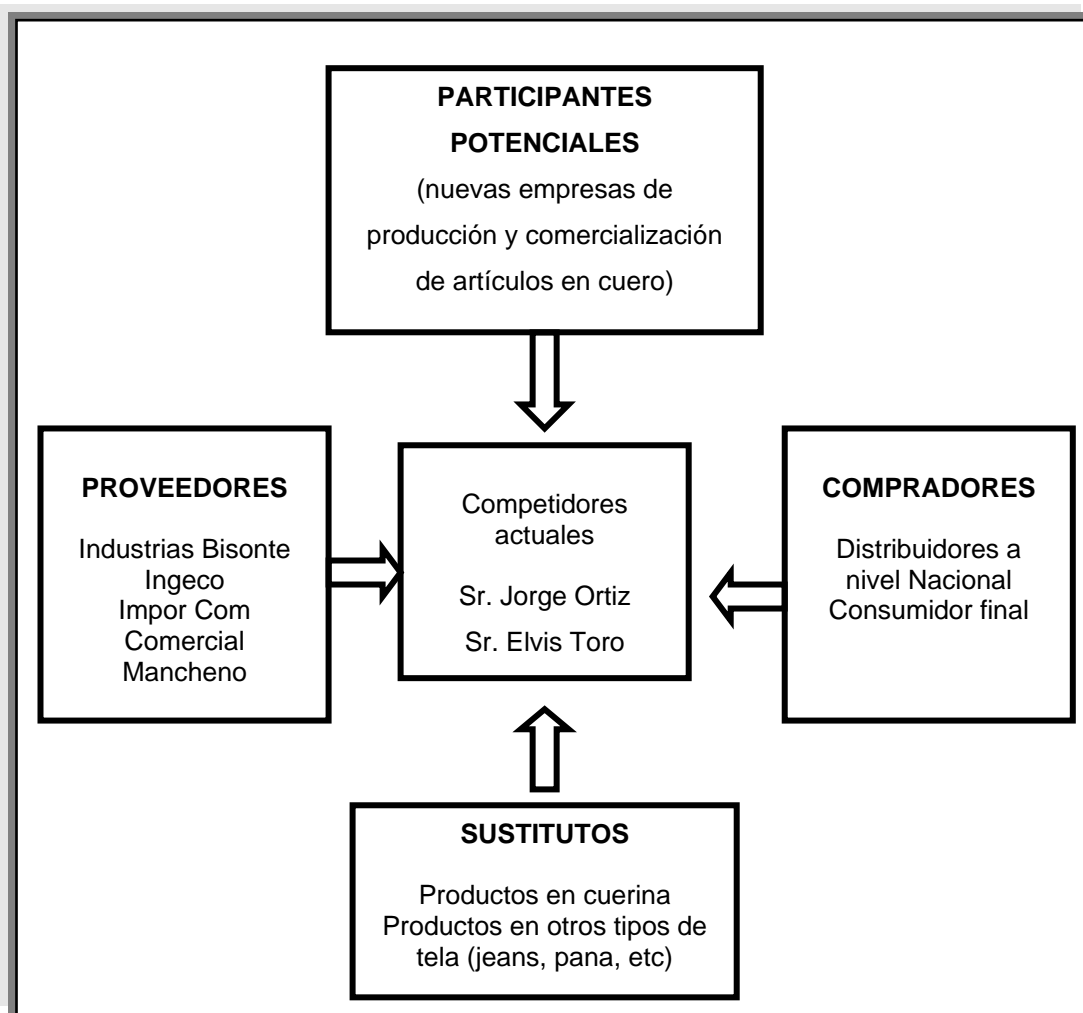 PARTICIPANTES
POTENCIALES
(nuevas empresas de
producción y comercialización
de artículos en cuero)
PROVEEDORES
Industrias Bisonte
Ingeco
Impor Com
Comercial
Mancheno
Competidores
actuales
Sr. Jorge Ortiz
Sr. Elvis Toro
COMPRADORES
Distribuidores a
nivel Nacional
Consumidor final
SUSTITUTOS
Productos en cuerina
Productos en otros tipos de
tela (jeans, pana, etc)